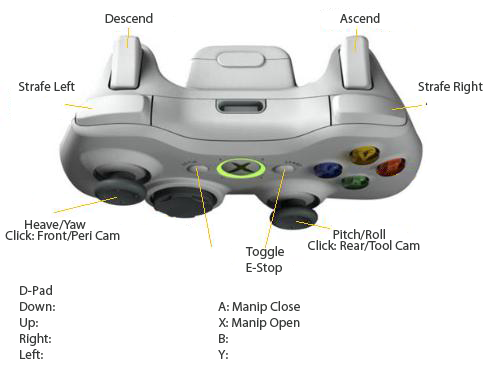 Descend
Ascend
Strafe Left
Strafe Right
Heave/Yaw
Click: Front/Peri Cam
Toggle
E-Stop
Pitch/Roll
Click: Rear/Tool Cam
D-Pad
Down:
Up:
Right:
Left:
A: Manip Close
X: Manip Open
B:
Y: